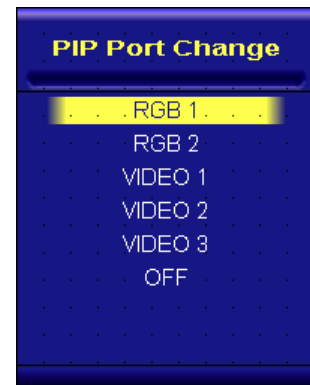 PIP Port Change
RGB 1
RGB 2
VIDEO 1
VIDEO 2
VIDEO 3
OFF